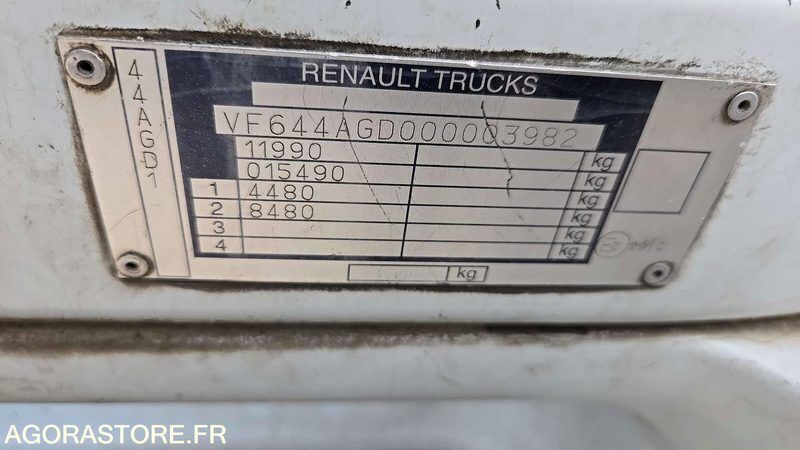 RENAULT TRUCKS
44AGD1
VF644AGD000003982
11990 kg
015490 kg
1 4480 kg
2 8480 kg
3 kg
4 kg
kg
E2
AGORASTORE.FR